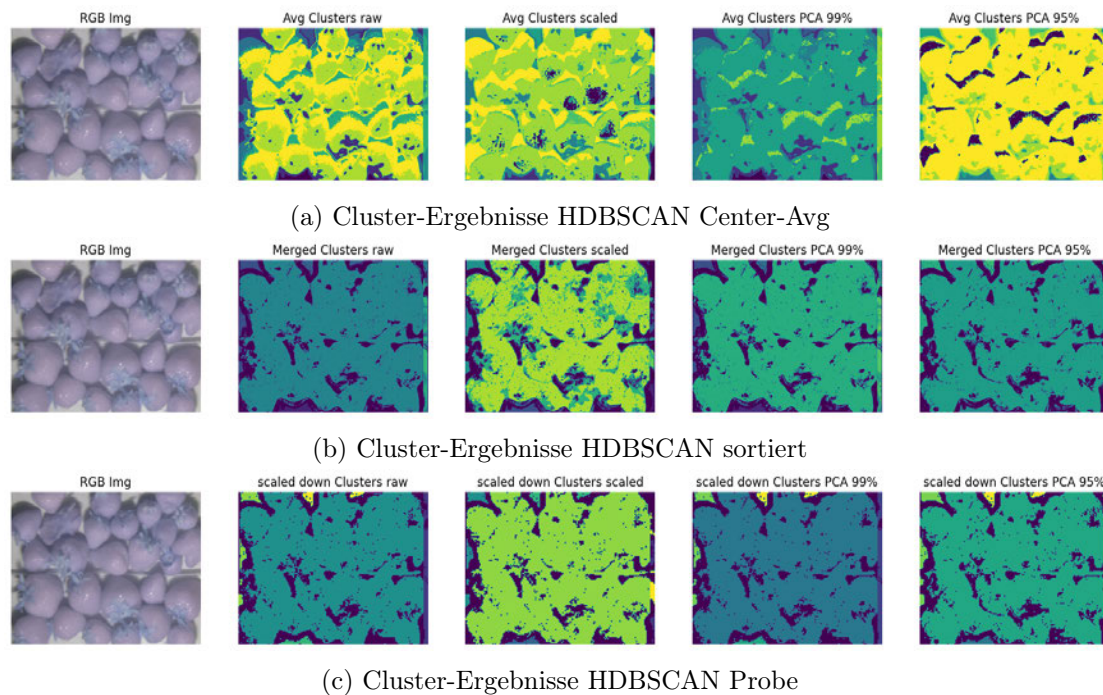 RGB Img Avg Clusters raw Avg Clusters scaled Avg Clusters PCA 99% Avg Clusters PCA 95%
(a) Cluster-Ergebnisse HDBSCAN Center-Avg
RGB Img Merged Clusters raw Merged Clusters scaled Merged Clusters PCA 99% Merged Clusters PCA 95%
(b) Cluster-Ergebnisse HDBSCAN sortiert
RGB Img scaled down Clusters raw scaled down Clusters scaled scaled down Clusters PCA 99% scaled down Clusters PCA 95%
(c) Cluster-Ergebnisse HDBSCAN Probe